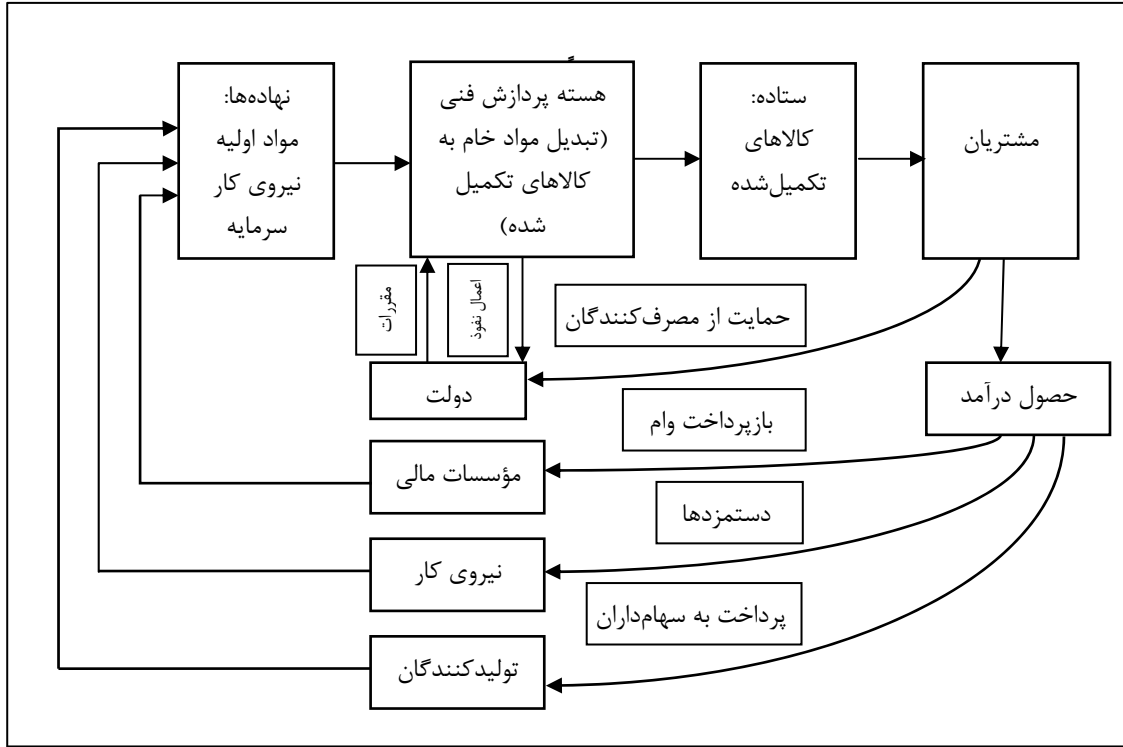 نهاده‌ها:
مواد اولیه
نیروی کار
سرمایه
هسته پردازش فنی
(تبدیل مواد خام به
کالاهای تکمیل
شده)
ستاده:
کالاهای
تکمیل‌شده
مشتریان
مقررات
اعمال نفوذ
حمایت از مصرف‌کنندگان
دولت
حصول درآمد
بازپرداخت وام
مؤسسات مالی
دستمزدها
نیروی کار
پرداخت به سهام‌داران
تولیدکنندگان